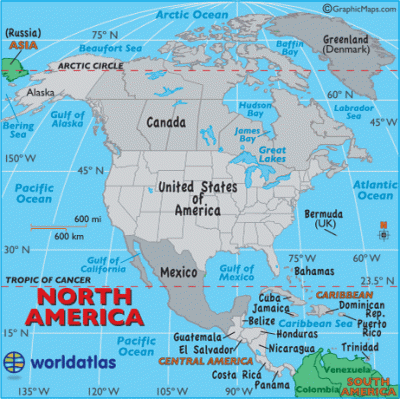 ©GraphicMaps.com
Arctic Ocean
(Russia)
ASIA
75° N
Beaufort Sea
Baffin
Bay
Greenland
(Denmark)
ARCTIC CIRCLE
Alaska
60° N
Bering
Sea
Gulf of
Alaska
Canada
Hudson
Bay
James
Bay
Labrador
Sea
45° N
150° W
45° N
Great
Lakes
75° W
60° W
Pacific
Ocean
United States
of
America
Atlantic
Ocean
600 mi
600 km
Bermuda
(UK)
N
30° N
30° N
Gulf of
California
Mexico
Gulf of
Mexico
75° W
Bahamas
TROPIC OF CANCER
23.5° N
NORTH
AMERICA
Cuba
Jamaica
CARIBBEAN
Belize
Dominican
Rep.
15° N
Pacific
Ocean
Guatemala
El Salvador
Honduras
Caribbean Sea
Puerto
Rico
Nicaragua
Trinidad
worldatlas
CENTRAL AMERICA
Costa Rica
Panáma
Venezuela
Colombia
SOUTH
AMERICA
135° W
120° W
105° W
90° W